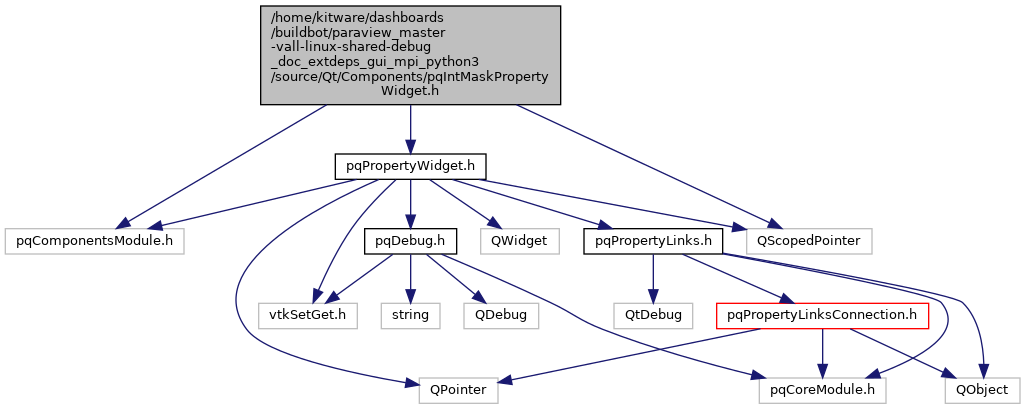 /home/kitware/dashboards
/buildbot/paraview_master
-vall-linux-shared-debug
_doc_extdeps_gui_mpi_python3
/source/Qt/Components/pqIntMaskProperty
Widget.h
pqPropertyWidget.h
pqComponentsModule.h
pqDebug.h
QWidget
pqPropertyLinks.h
QScopedPointer
vtkSetGet.h
string
QDebug
QtDebug
pqPropertyLinksConnection.h
QPointer
pqCoreModule.h
QObject